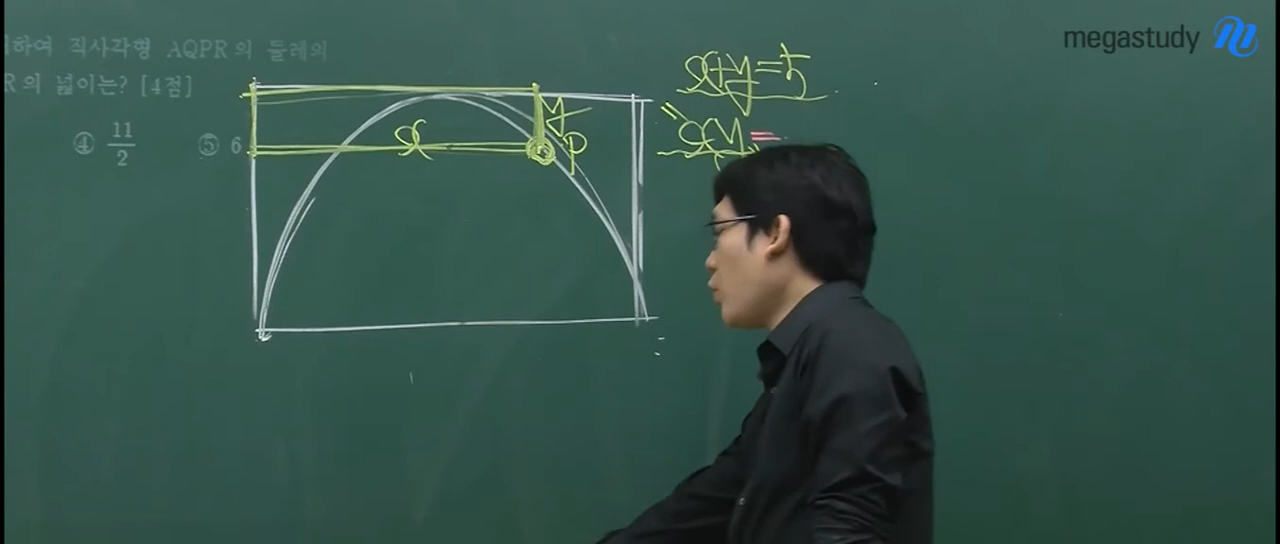 megastudy
하여 직사각형 AQPR의 둘레의
R의 넓이는? [4점]
④ 11/2 ⑤ 6
x
y
P
x+y=5
"xy=